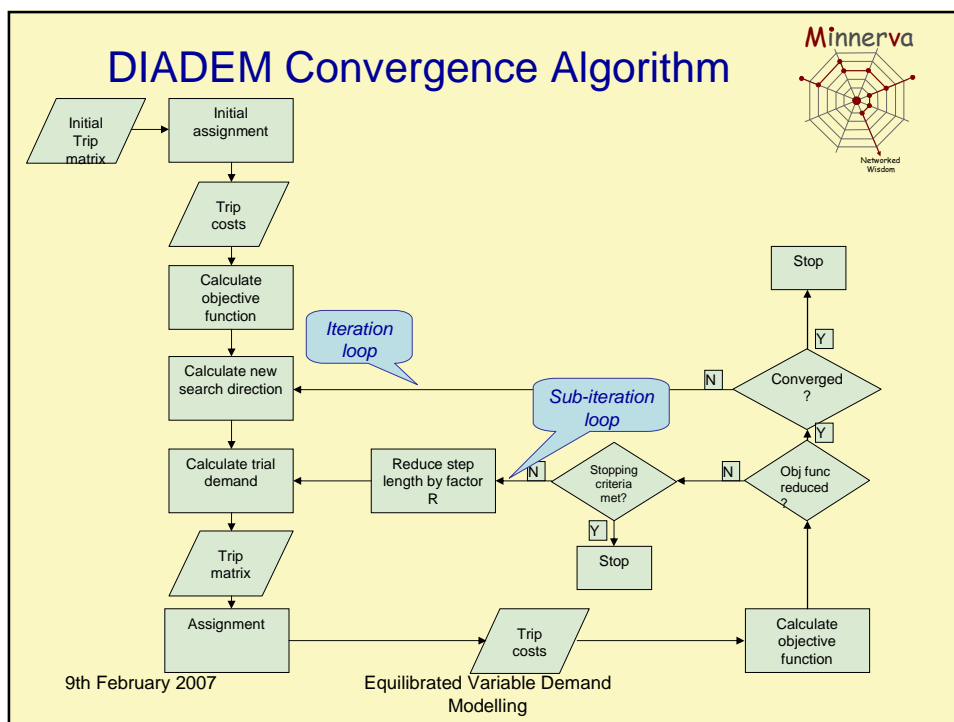 DIADEM Convergence Algorithm
Minnerva
Networked
Wisdom
Initial
Trip
matrix
Initial
assignment
Trip
costs
Calculate
objective
function
Calculate new
search direction
Calculate trial
demand
Trip
matrix
Assignment
Trip
costs
Calculate
objective
function
Obj func
reduced
?
Y
N
Converged
?
Y
N
Stop
Iteration
loop
Stopping
criteria
met?
Y
N
Stop
Sub-iteration
loop
Reduce step
length by factor
R
9th February 2007
Equilibrated Variable Demand
Modelling